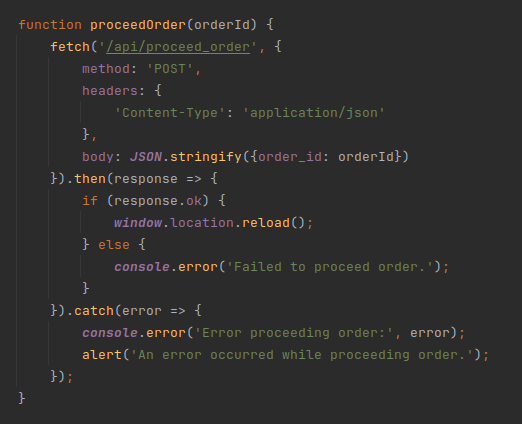 function proceedOrder(orderId) {
    fetch('/api/proceed_order', {
        method: 'POST',
        headers: {
            'Content-Type': 'application/json'
        },
        body: JSON.stringify({order_id: orderId})
    }).then(response => {
        if (response.ok) {
            window.location.reload();
        } else {
            console.error('Failed to proceed order.');
        }
    }).catch(error => {
        console.error('Error proceeding order:', error);
        alert('An error occurred while proceeding order.');
    });
}